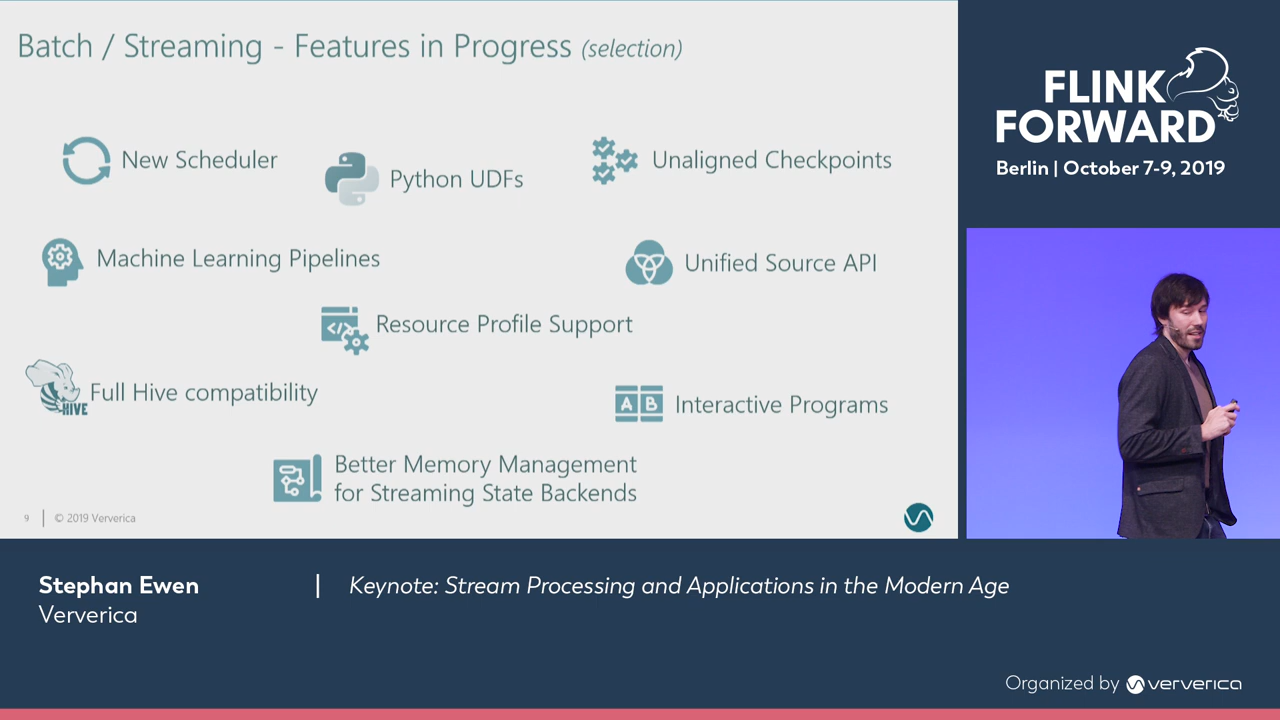 Batch / Streaming - Features in Progress (selection)
New Scheduler
Python UDFs
Unaligned Checkpoints
Machine Learning Pipelines
Unified Source API
</>
Resource Profile Support
HIVE
Full Hive compatibility
A B
Interactive Programs
Better Memory Management
for Streaming State Backends
9 | © 2019 Ververica
FLINK
FORWARD
Berlin | October 7-9, 2019
Stephan Ewen | Keynote: Stream Processing and Applications in the Modern Age
Ververica
Organized by ververica